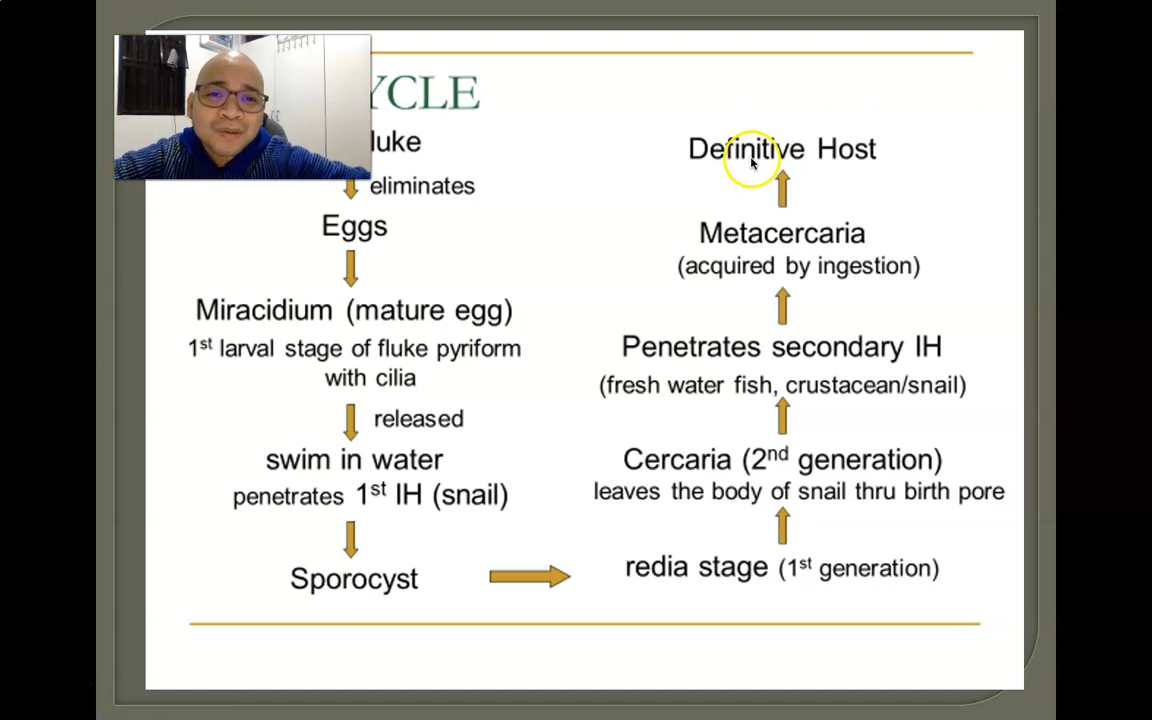 YCLE
luke
eliminates
Eggs
Miracidium (mature egg)
1st larval stage of fluke pyriform
with cilia
released
swim in water
penetrates 1st IH (snail)
Sporocyst
Definitive Host
Metacercaria
(acquired by ingestion)
Penetrates secondary IH
(fresh water fish, crustacean/snail)
Cercaria (2nd generation)
leaves the body of snail thru birth pore
redia stage (1st generation)